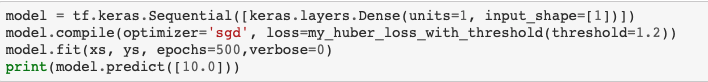 model = tf.keras.Sequential([keras.layers.Dense(units=1, input_shape=[1])])
model.compile(optimizer='sgd', loss=my_huber_loss_with_threshold(threshold=1.2))
model.fit(xs, ys, epochs=500,verbose=0)
print(model.predict([10.0]))